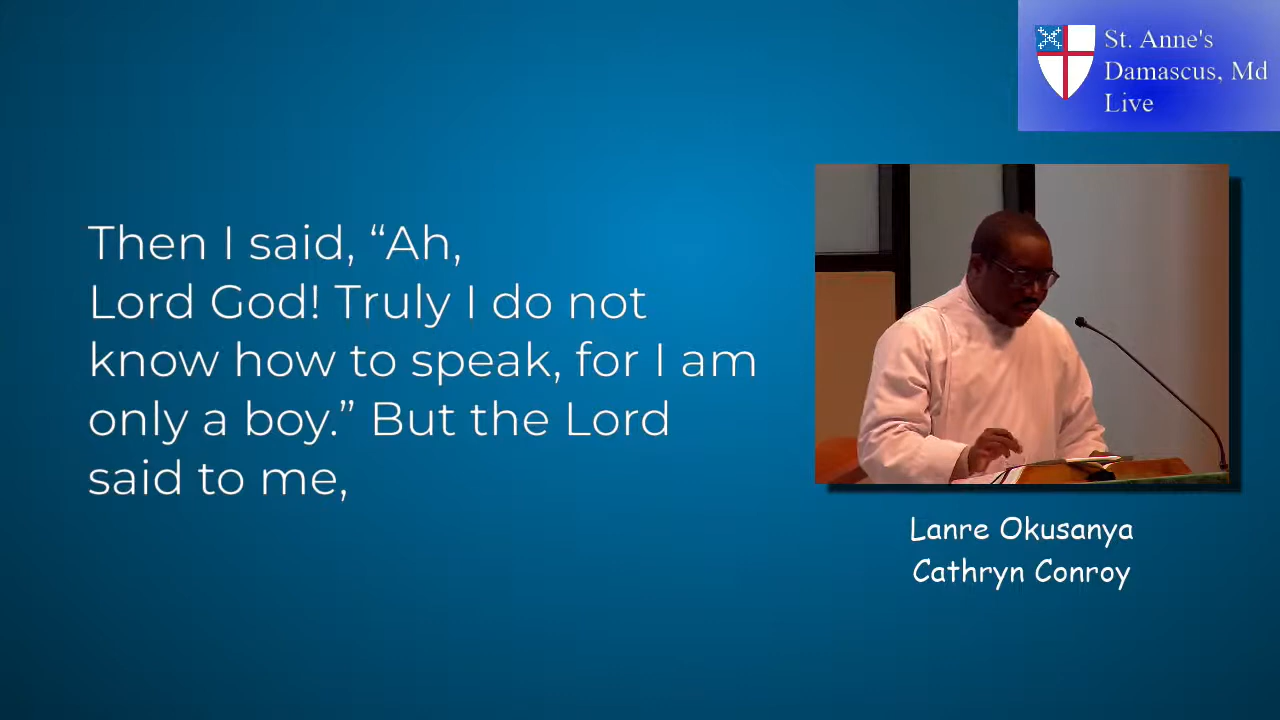 St. Anne's
Damascus, Md
Live
Then I said, “Ah,
Lord God! Truly I do not
know how to speak, for I am
only a boy.” But the Lord
said to me,
Lanre Okusanya
Cathryn Conroy